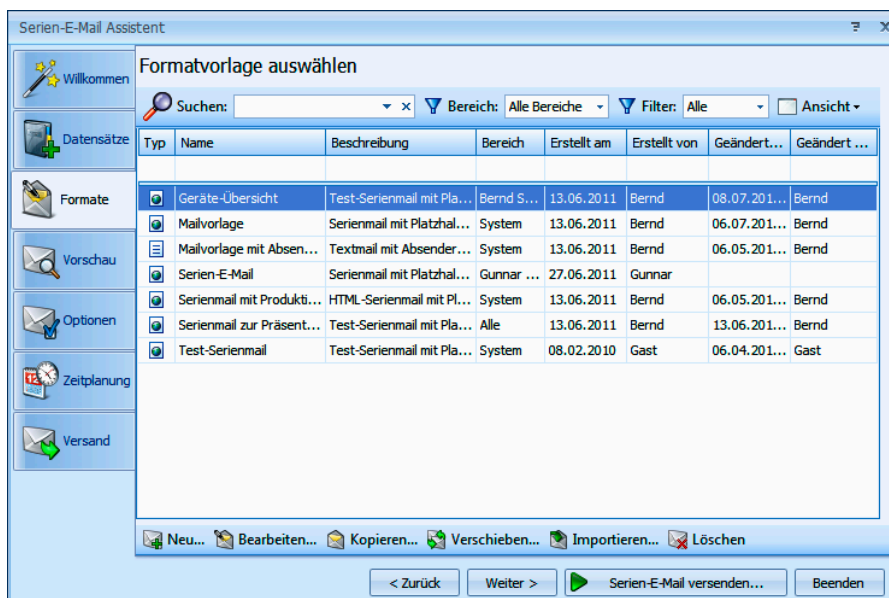 Serien-E-Mail Assistent
Willkommen
Datensätze
Formate
Vorschau
Optionen
Zeitplanung
Versand
Formatvorlage auswählen
Suchen: Bereich: Alle Bereiche Filter: Alle Ansicht
Typ Name Beschreibung Bereich Erstellt am Erstellt von Geändert... Geändert ...
Geräte-Übersicht Test-Serienmail mit Pla... Bernd S... 13.06.2011 Bernd 08.07.201... Bernd
Mailvorlage Serienmail mit Platzhal... System 13.06.2011 Bernd 06.07.201... Bernd
Mailvorlage mit Absen... Textmail mit Absender... System 13.06.2011 Bernd 06.05.201... Bernd
Serien-E-Mail Serienmail mit Platzhal... Gunnar ... 27.06.2011 Gunnar
Serienmail mit Produkti... HTML-Serienmail mit Pl... System 13.06.2011 Bernd 06.05.201... Bernd
Serienmail zur Präsent... Test-Serienmail mit Pla... Alle 13.06.2011 Bernd 13.06.201... Bernd
Test-Serienmail Test-Serienmail mit Pla... System 08.02.2010 Gast 06.04.201... Gast
Neu... Bearbeiten... Kopieren... Verschieben... Importieren... Löschen
< Zurück Weiter > Serien-E-Mail versenden... Beenden